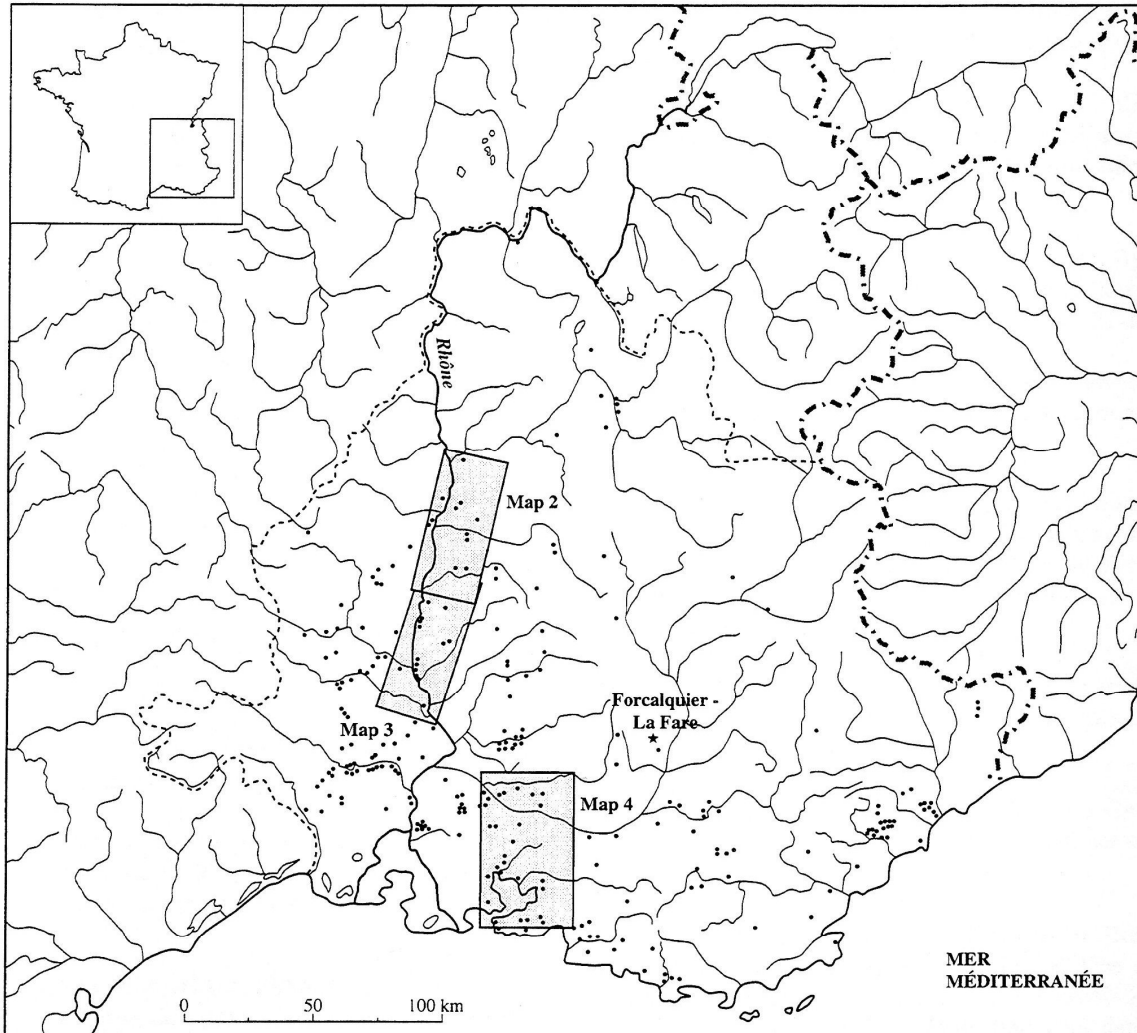 Rhône
Map 2
Forcalquier -
La Fare
Map 3
Map 4
MER
MÉDITERRANÉE
0 50 100 km